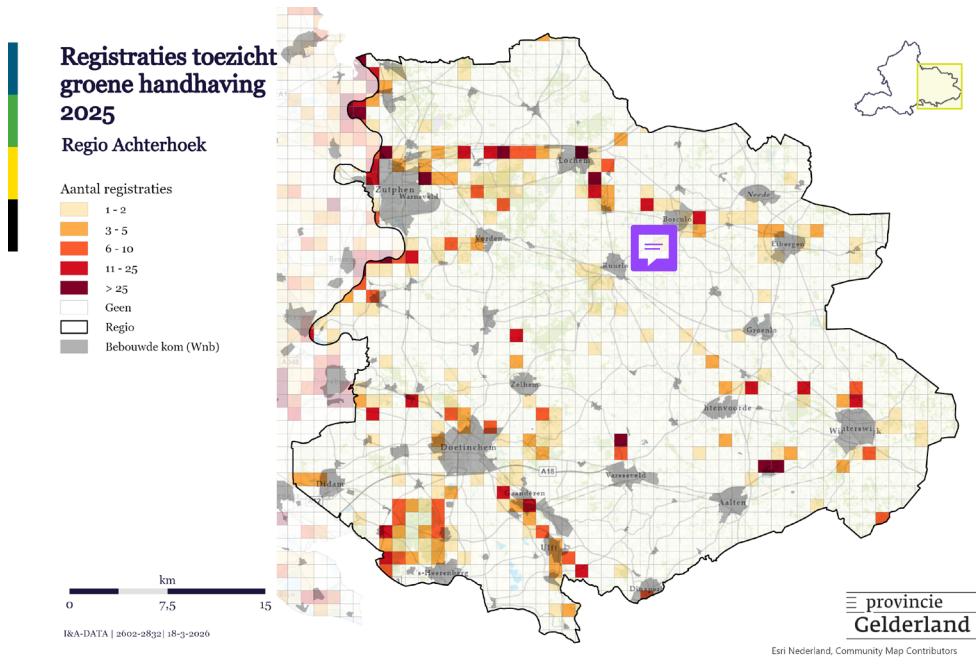 Registraties toezicht
groene handhaving
2025
Regio Achterhoek
Aantal registraties
1 - 2
3 - 5
6 - 10
11 - 25
> 25
Geen
Regio
Bebouwde kom (Wnb)
km
0 7,5 15
I&A-DATA | 2602-2832| 18-3-2026
Lochem
Zutphen
Warnsveld
Neede
Borculo
Vorden
Eibergen
Ruurlo
Groenlo
Zelhem
htenvoorde
Winterswijk
Doetinchem
A18
Varsseveld
Didam
Gaanderen
Aalten
Ulft
's-Heerenberg
Dinxperlo
provincie
Gelderland
Esri Nederland, Community Map Contributors